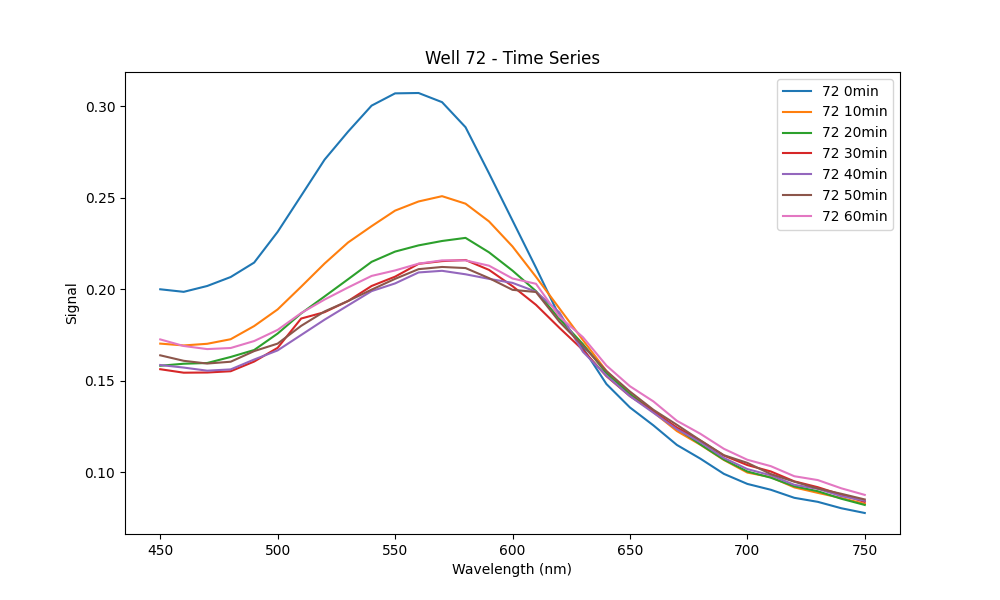 Well 72 - Time Series
Signal
0.30
0.25
0.20
0.15
0.10
72 0min
72 10min
72 20min
72 30min
72 40min
72 50min
72 60min
450 500 550 600 650 700 750
Wavelength (nm)